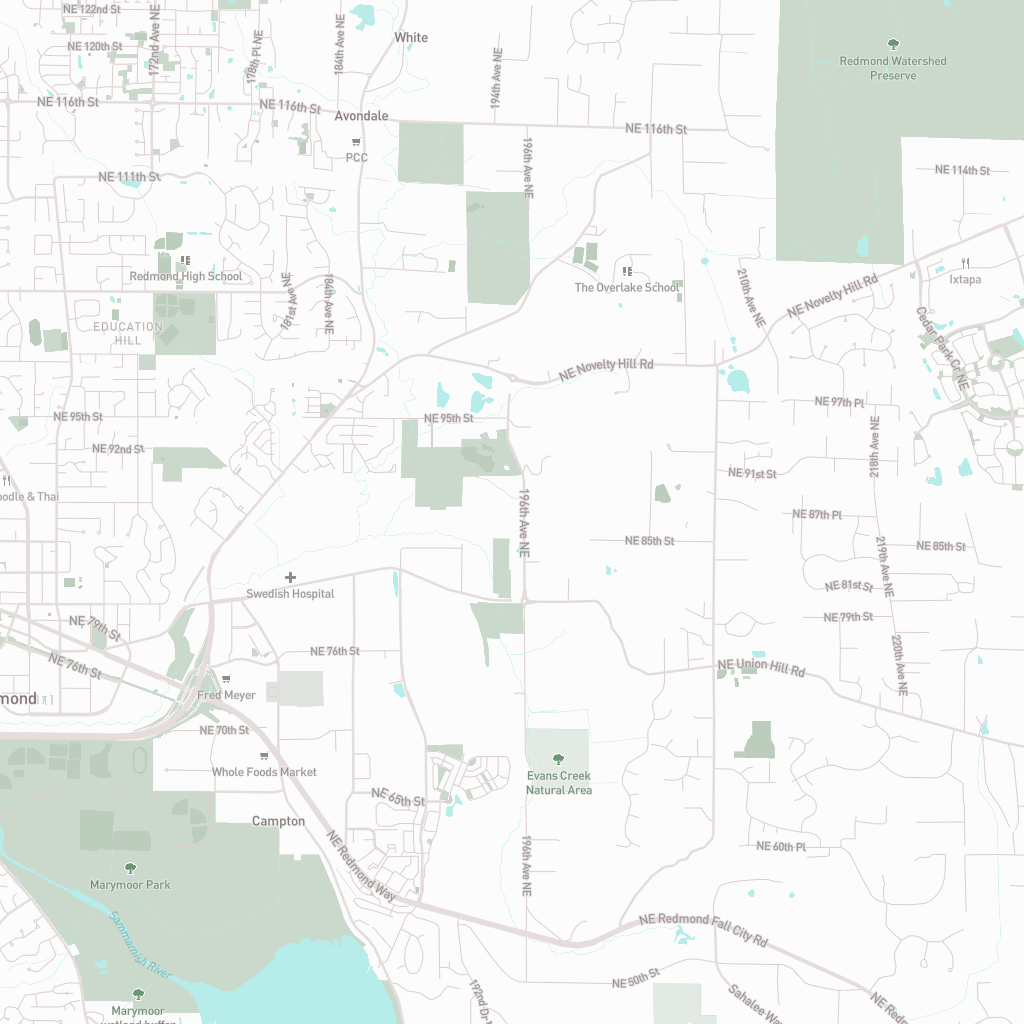 NE 122nd St
172nd Ave NE
NE 120th St
178th Pl NE
184th Ave NE
White
194th Ave NE
Redmond Watershed
Preserve
NE 116th St
NE 116th St
Avondale
NE 116th St
PCC
196th Ave NE
NE 111th St
NE 114th St
Redmond High School
181st Ave NE
184th Ave NE
The Overlake School
210th Ave NE
NE Novelty Hill Rd
Ixtapa
EDUCATION
HILL
Cedar Park Cr NE
NE Novelty Hill Rd
NE 95th St
NE 95th St
NE 97th Pl
218th Ave NE
NE 92nd St
NE 91st St
oodle & Thai
196th Ave NE
NE 87th Pl
NE 85th St
219th Ave NE
NE 85th St
Swedish Hospital
NE 81st St
NE 79th St
NE 79th St
NE 76th St
NE 76th St
220th Ave NE
NE Union Hill Rd
mond
Fred Meyer
NE 70th St
Whole Foods Market
Evans Creek
Natural Area
NE 65th St
Campton
NE Redmond Way
196th Ave NE
NE 60th Pl
Marymoor Park
Sammamish River
NE Redmond Fall City Rd
NE 50th St
192nd Dr
Sahalee Wa
NE Redm
Marymoor
wetland buffer